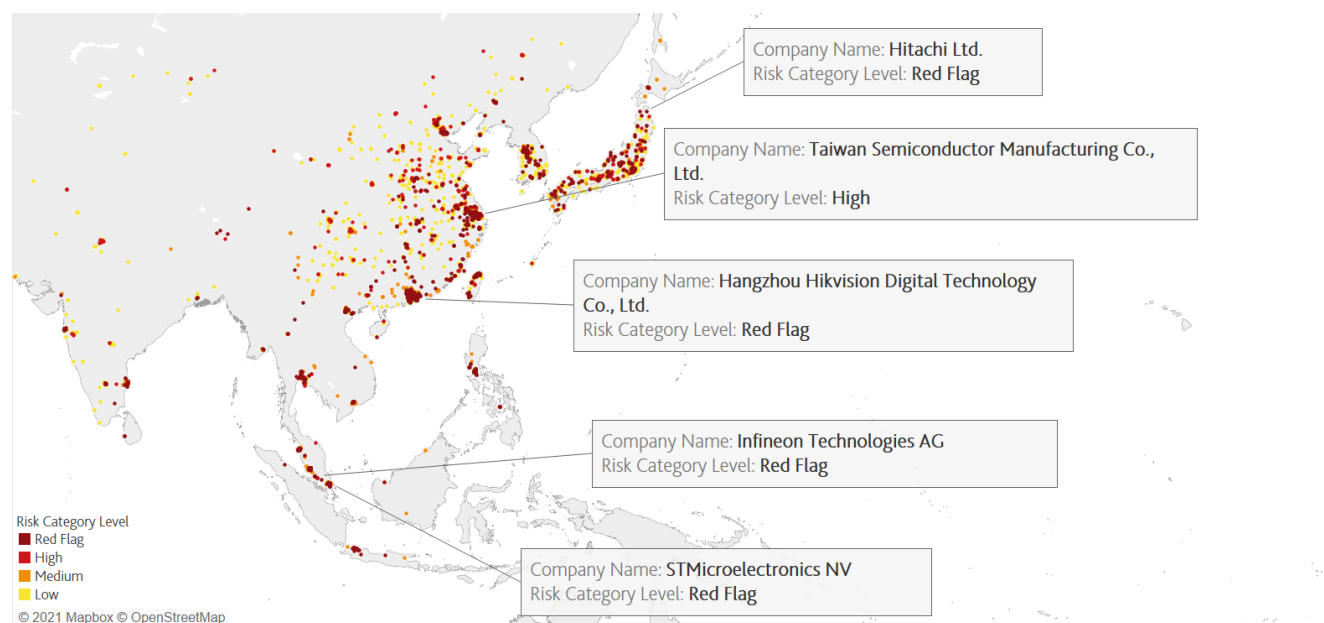 Company Name: Hitachi Ltd.
Risk Category Level: Red Flag
Company Name: Taiwan Semiconductor Manufacturing Co.,
Ltd.
Risk Category Level: High
Company Name: Hangzhou Hikvision Digital Technology
Co., Ltd.
Risk Category Level: Red Flag
Company Name: Infineon Technologies AG
Risk Category Level: Red Flag
Company Name: STMicroelectronics NV
Risk Category Level: Red Flag
Risk Category Level
Red Flag
High
Medium
Low
© 2021 Mapbox © OpenStreetMap